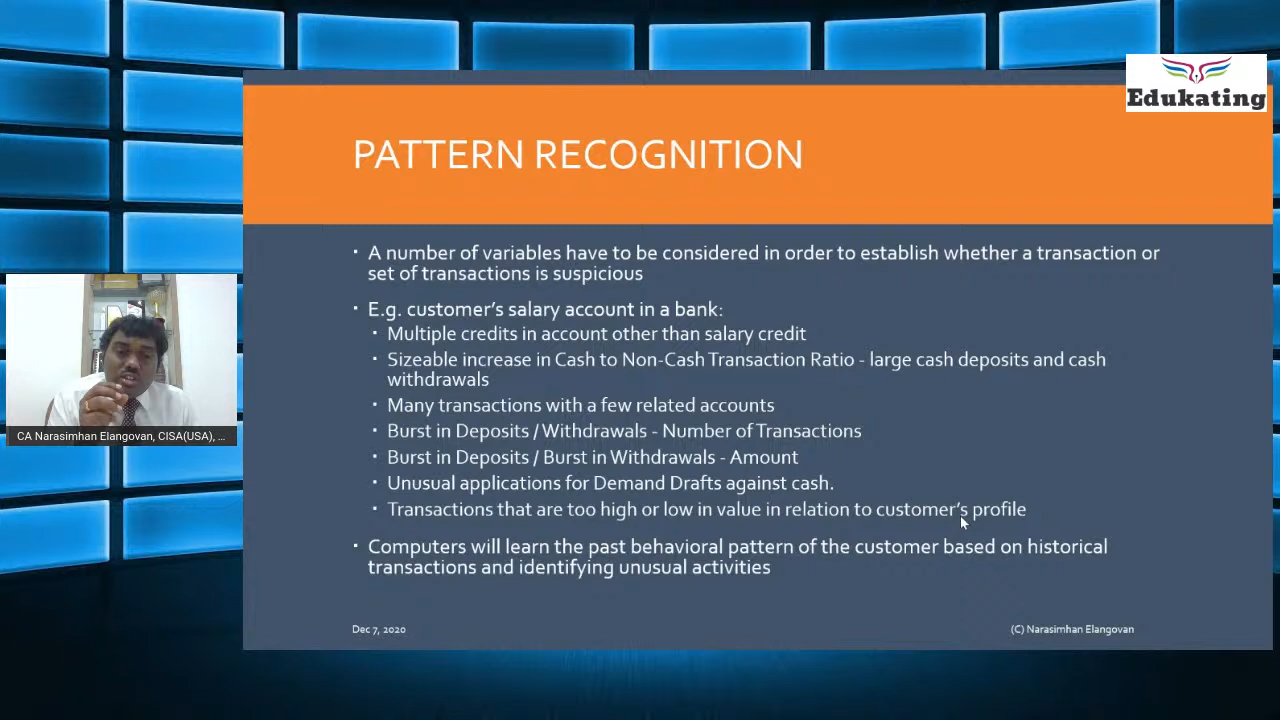 Edukating
PATTERN RECOGNITION
▪ A number of variables have to be considered in order to establish whether a transaction or
set of transactions is suspicious
▪ E.g. customer's salary account in a bank:
▪ Multiple credits in account other than salary credit
▪ Sizeable increase in Cash to Non-Cash Transaction Ratio - large cash deposits and cash
withdrawals
▪ Many transactions with a few related accounts
▪ Burst in Deposits / Withdrawals - Number of Transactions
▪ Burst in Deposits / Burst in Withdrawals - Amount
▪ Unusual applications for Demand Drafts against cash.
▪ Transactions that are too high or low in value in relation to customer's profile
▪ Computers will learn the past behavioral pattern of the customer based on historical
transactions and identifying unusual activities
CA Narasimhan Elangovan, CISA(USA), ...
Dec 7, 2020
(C) Narasimhan Elangovan